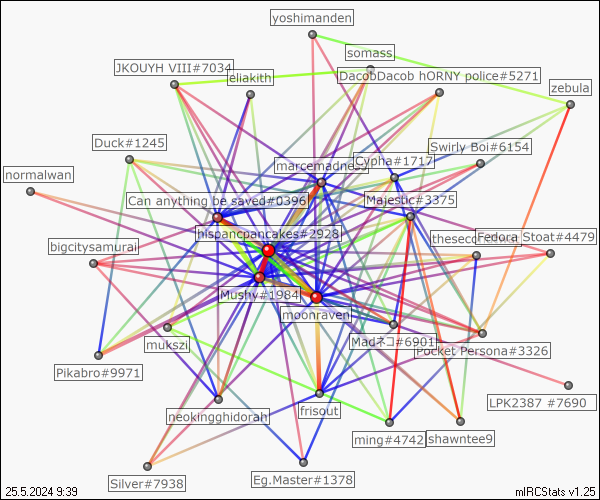 yoshimanden
somass
JKOUYH VIII#7034
eliakith
DacobDacob hORNY police#5271
zebula
Duck#1245
Swirly Boi#6154
marcemadness
Cypha#1717
normalwan
Can anything be saved#0396
Majestic#3375
hispancpancakes#2928
Fedora Stoat#4479
bigcitysamurai
Mushy#1984
moonraven
mukszi
Madネコ#6901
Pocket Persona#3326
Pikabro#9971
LPK2387 #7690
neokingghidorah
frisout
ming#4742
shawntee9
Silver#7938
Eg.Master#1378
25.5.2024 9:39
mIRCStats v1.25